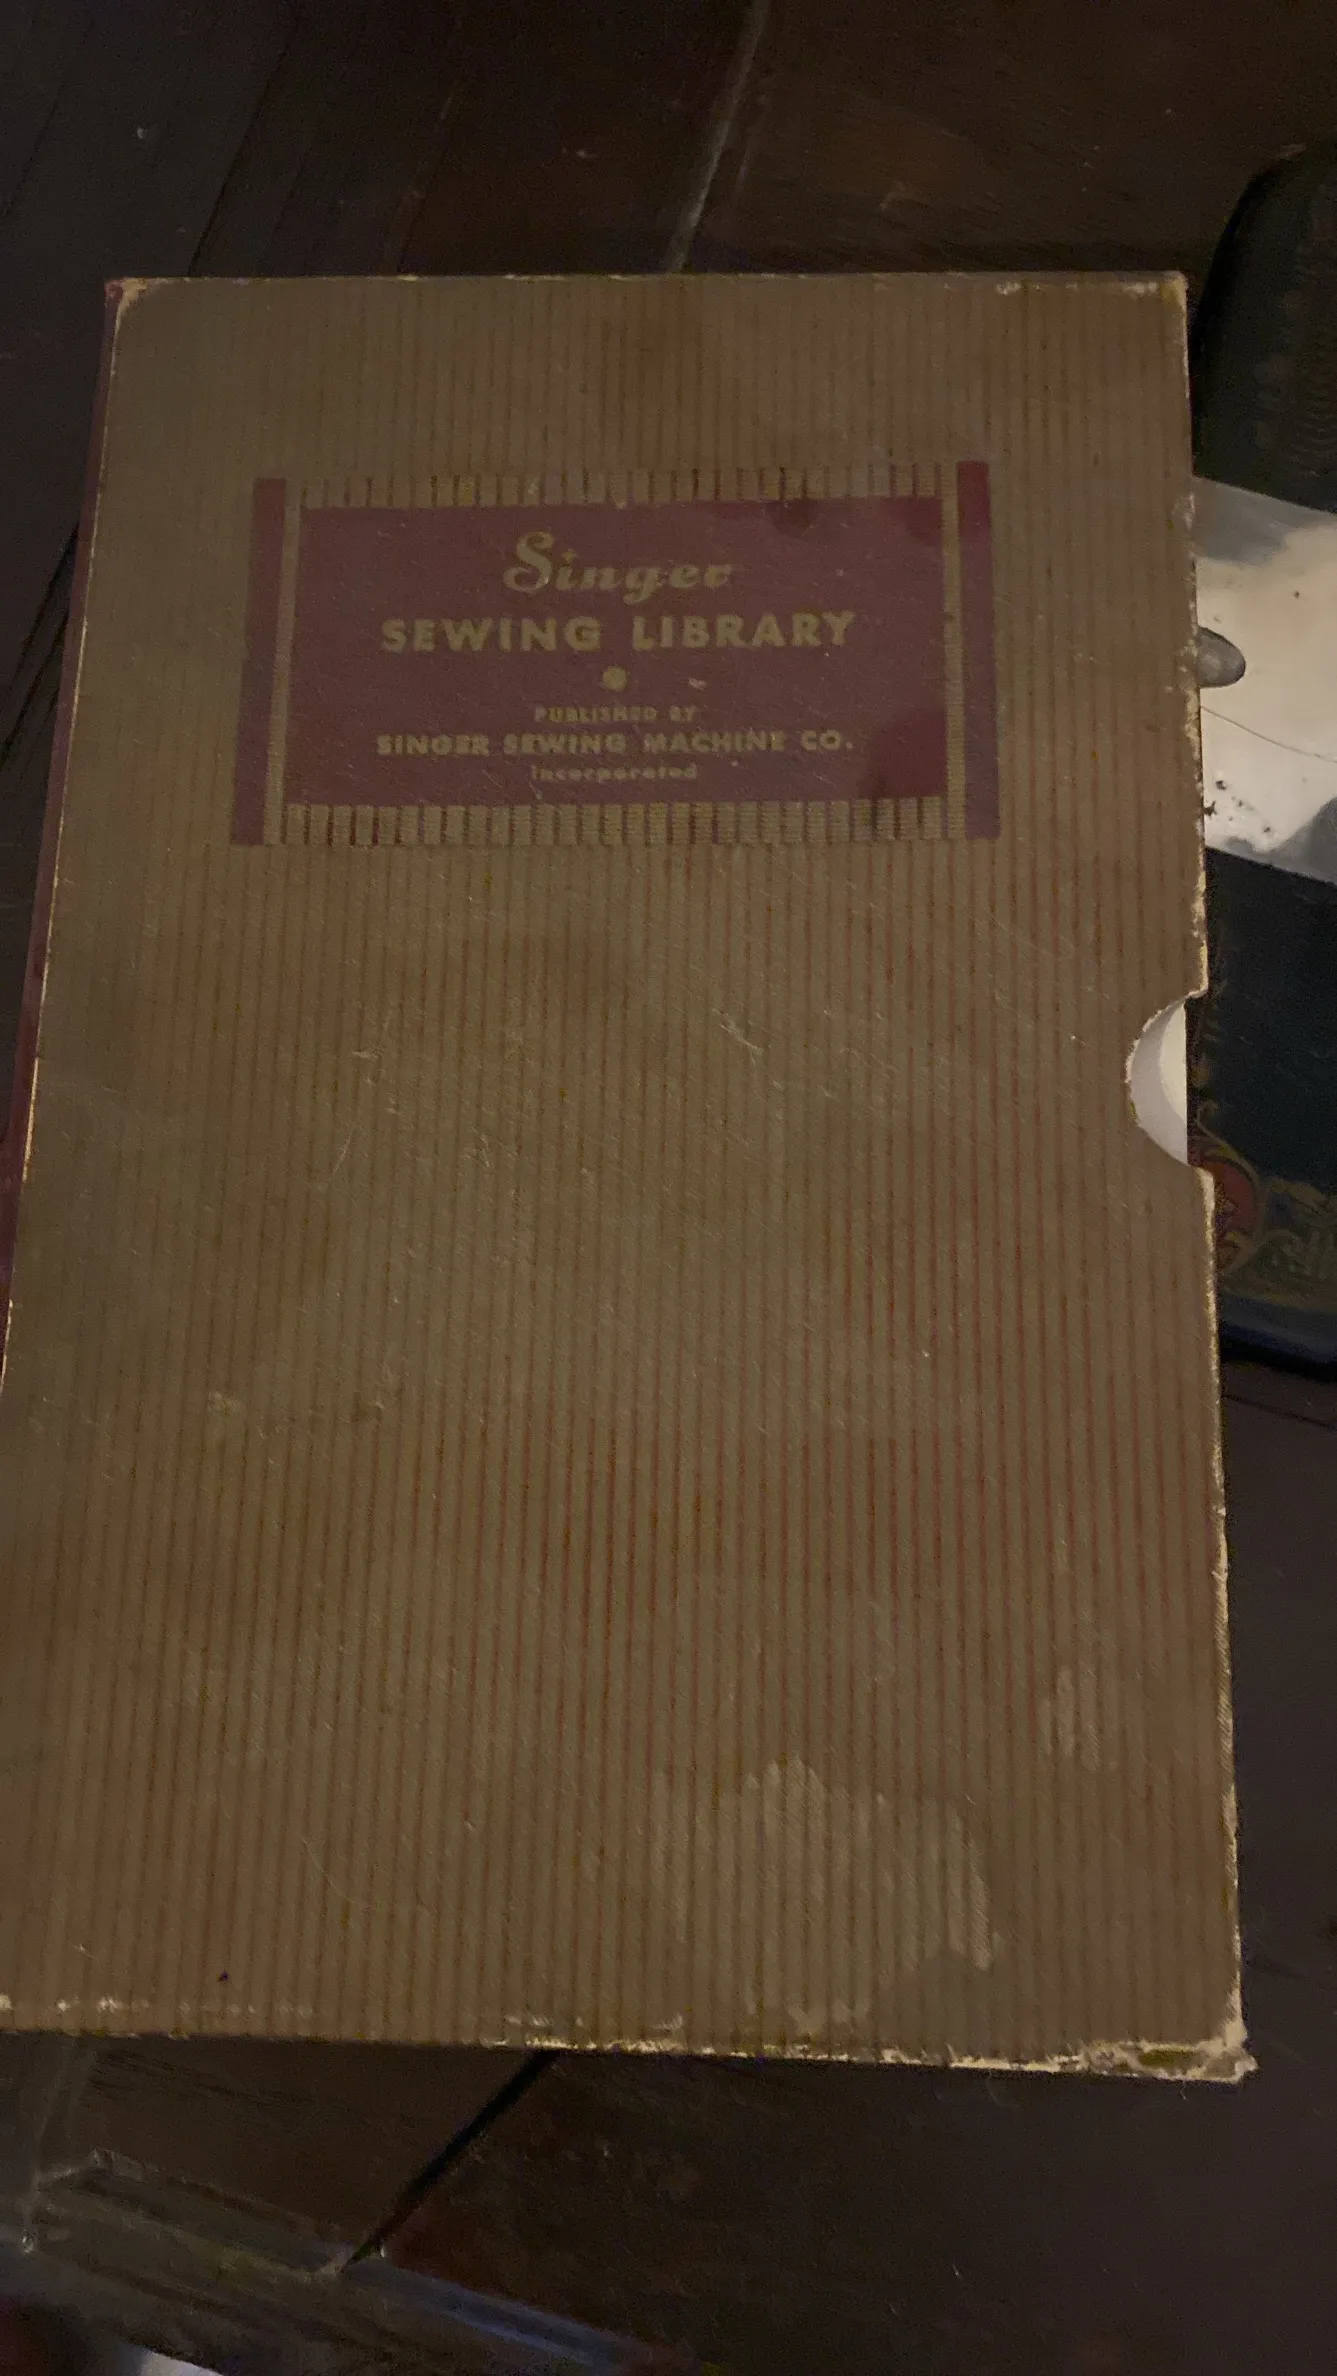 Singer
SEWING LIBRARY
PUBLISHED BY
SINGER SEWING MACHINE CO.
Incorporated